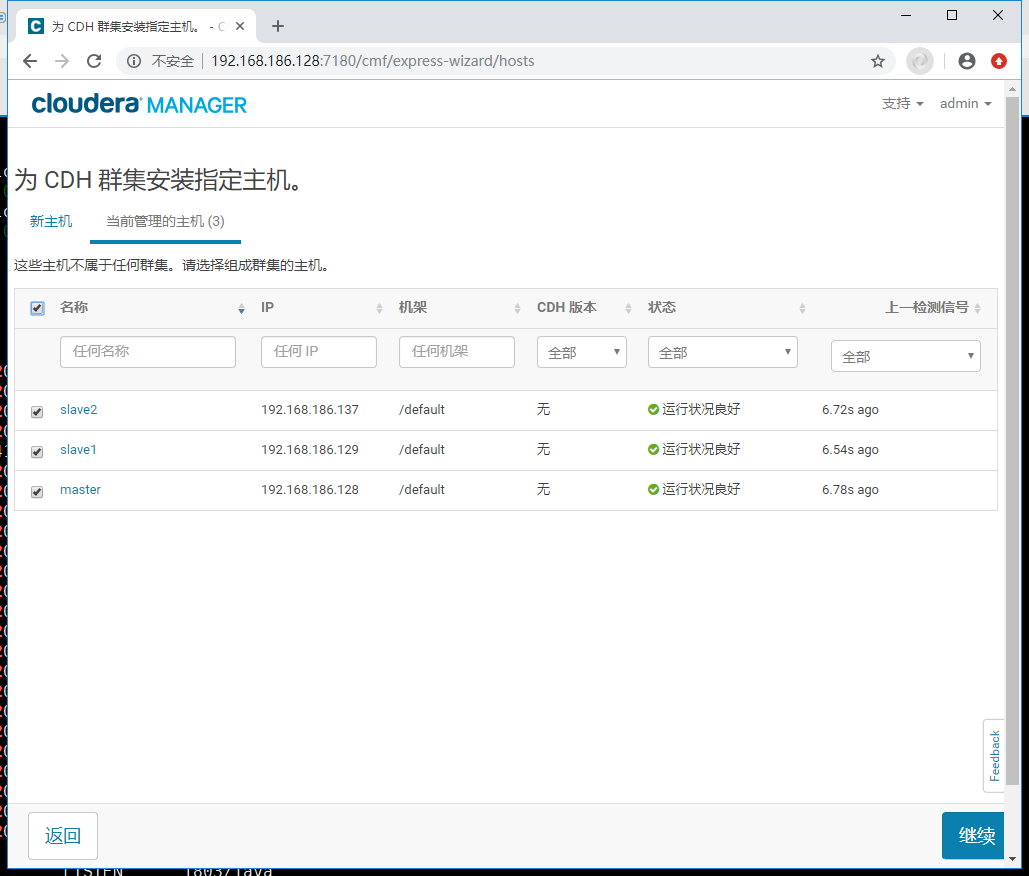 为 CDH 群集安装指定主机。 - C
不安全 192.168.186.128:7180/cmf/express-wizard/hosts
cloudera MANAGER 支持 admin
为 CDH 群集安装指定主机。
新主机 当前管理的主机 (3)
这些主机不属于任何群集。请选择组成群集的主机。
名称 IP 机架 CDH 版本 状态 上一检测信号
任何名称 任何 IP 任何机架 全部 全部 全部
slave2 192.168.186.137 /default 无 运行状况良好 6.72s ago
slave1 192.168.186.129 /default 无 运行状况良好 6.54s ago
master 192.168.186.128 /default 无 运行状况良好 6.78s ago
Feedback
返回 继续
LISTEN 1803/java